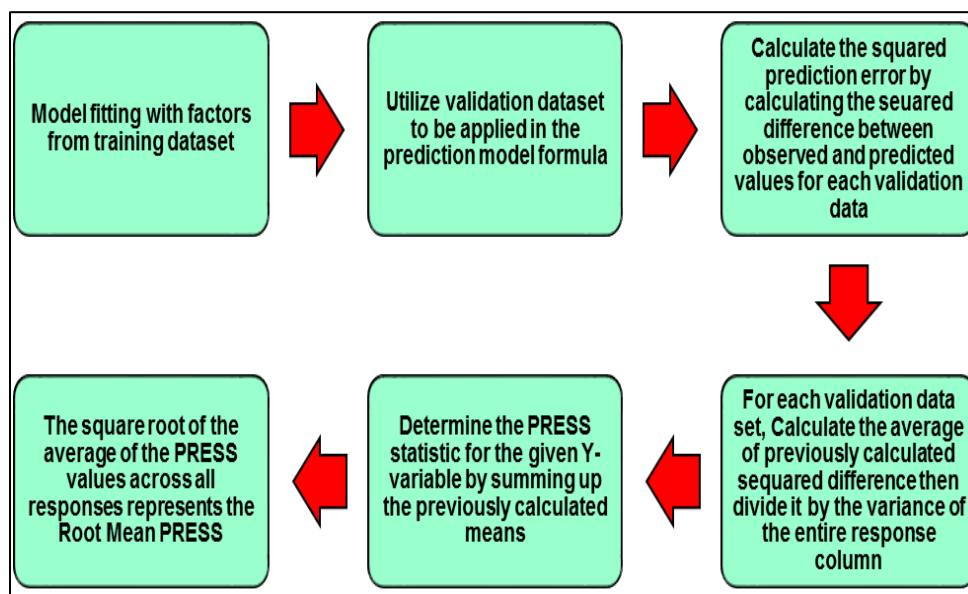 Model fitting with factors
from training dataset
Utilize validation dataset
to be applied in the
prediction model formula
Calculate the squared
prediction error by
calculating the seuared
difference between
observed and predicted
values for each validation
data
For each validation data
set, Calculate the average
of previously calculated
sequared difference then
divide it by the variance of
the entire response
column
Determine the PRESS
statistic for the given Y-
variable by summing up
the previously calculated
means
The square root of the
average of the PRESS
values across all
responses represents the
Root Mean PRESS